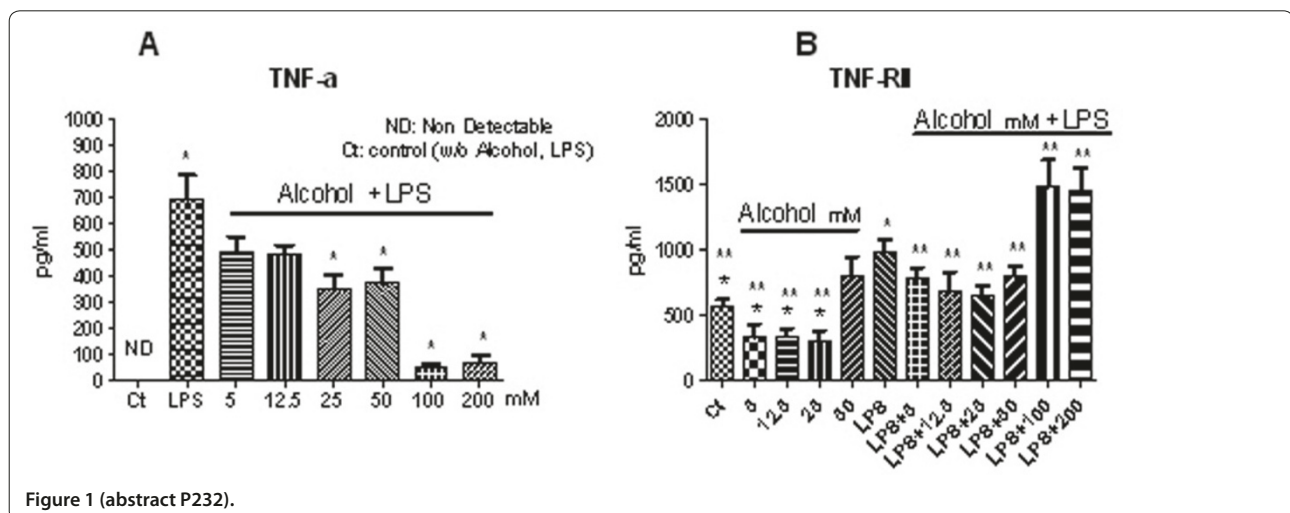 A
TNF-a
1000
900
800
700
600
500
400
300
200
100
0
pg/ml
ND: Non Detectable
Ct: control (w/o Alcohol, LPS)
*
Alcohol + LPS
* *
* *
ND
Ct LPS 5 12.5 25 50 100 200 mM
B
TNF-RII
2000
1500
1000
500
0
pg/ml
Alcohol mM + LPS
** **
Alcohol mM
** ** ** ** * ** ** ** **
* * * *
Ct
5
12.5
25
50
LPS
LPS+5
LPS+12.5
LPS+25
LPS+50
LPS+100
LPS+200
Figure 1 (abstract P232).